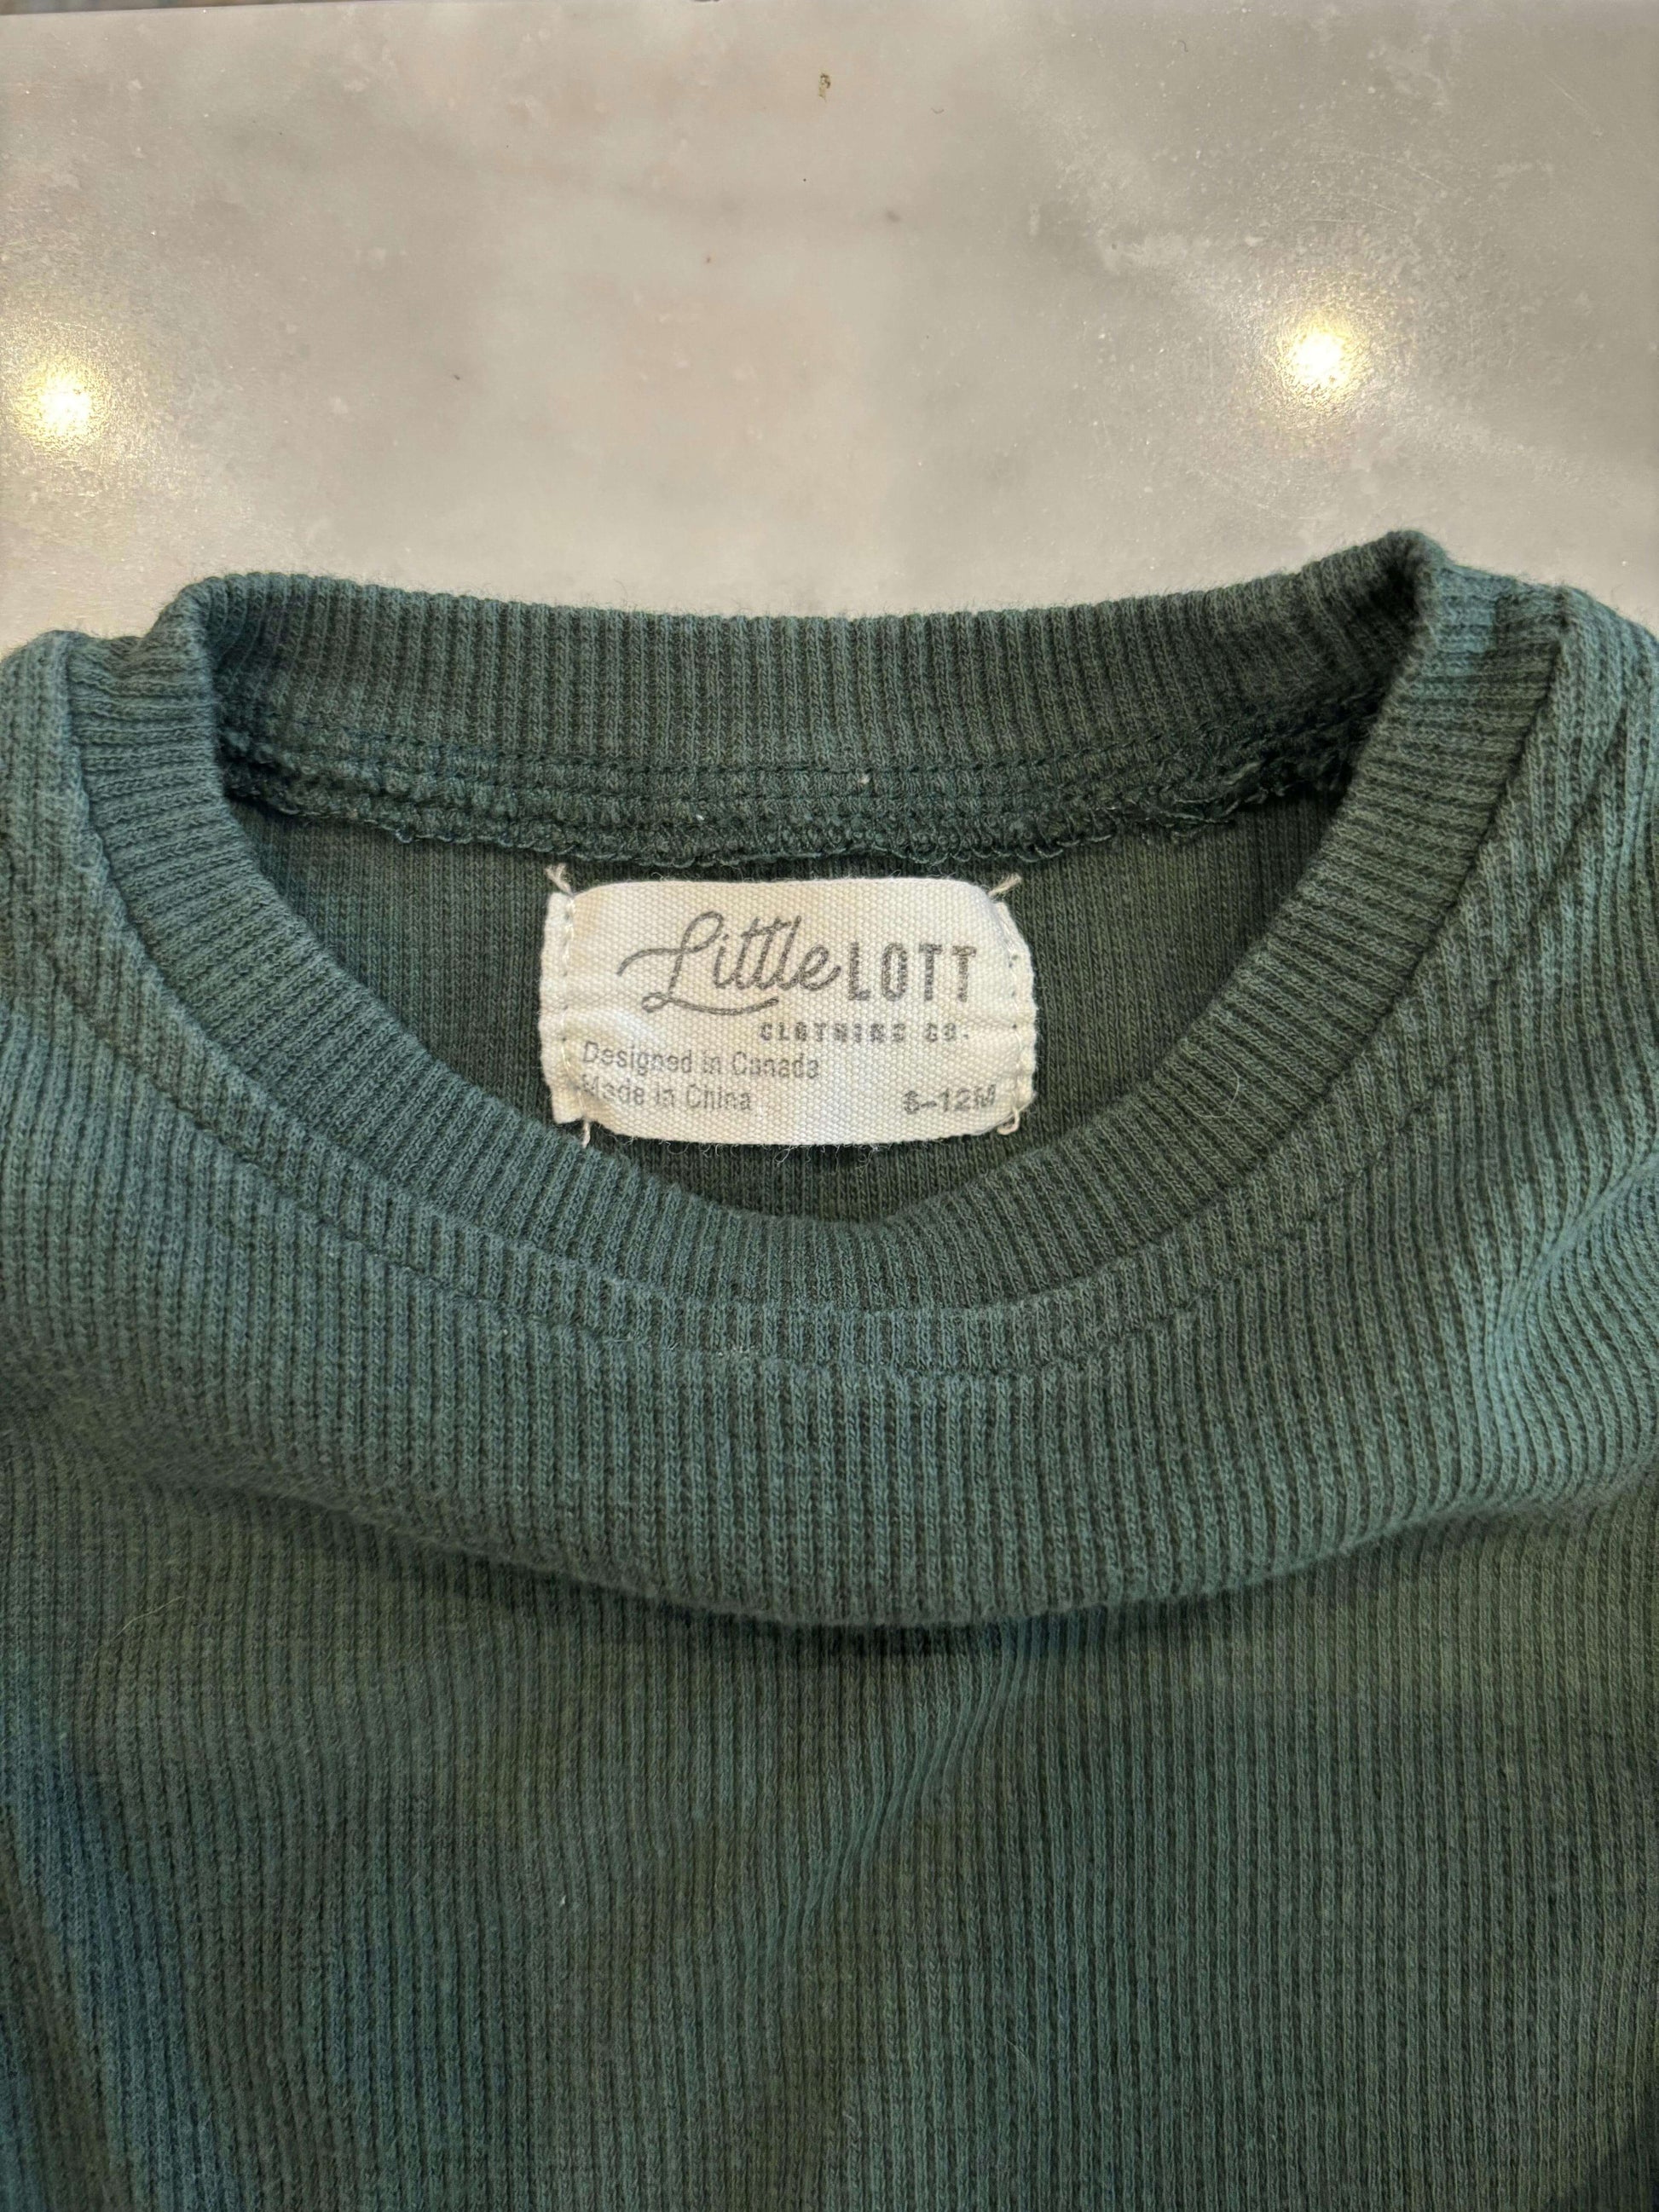 Little LOTT
CLOTHING CO.
Designed in Canada
Made in China
6-12M